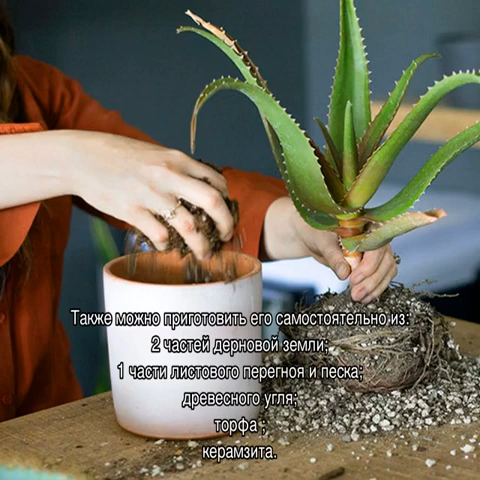 Также можно приготовить его самостоятельно из:
2 частей дерновой земли;
1 части листового перегноя и песка;
древесного угля;
торфа ;
керамзита.